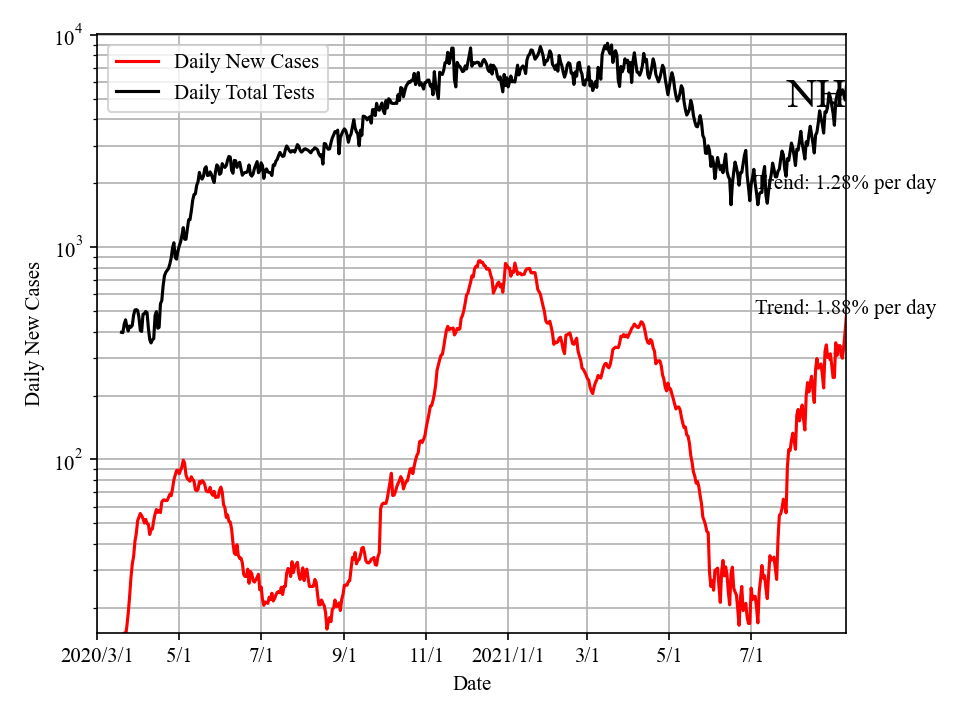 10^4
Daily New Cases
Daily Total Tests
NH
Trend: 1.28% per day
10^3
Trend: 1.88% per day
10^2
Daily New Cases
2020/3/1 5/1 7/1 9/1 11/1 2021/1/1 3/1 5/1 7/1
Date